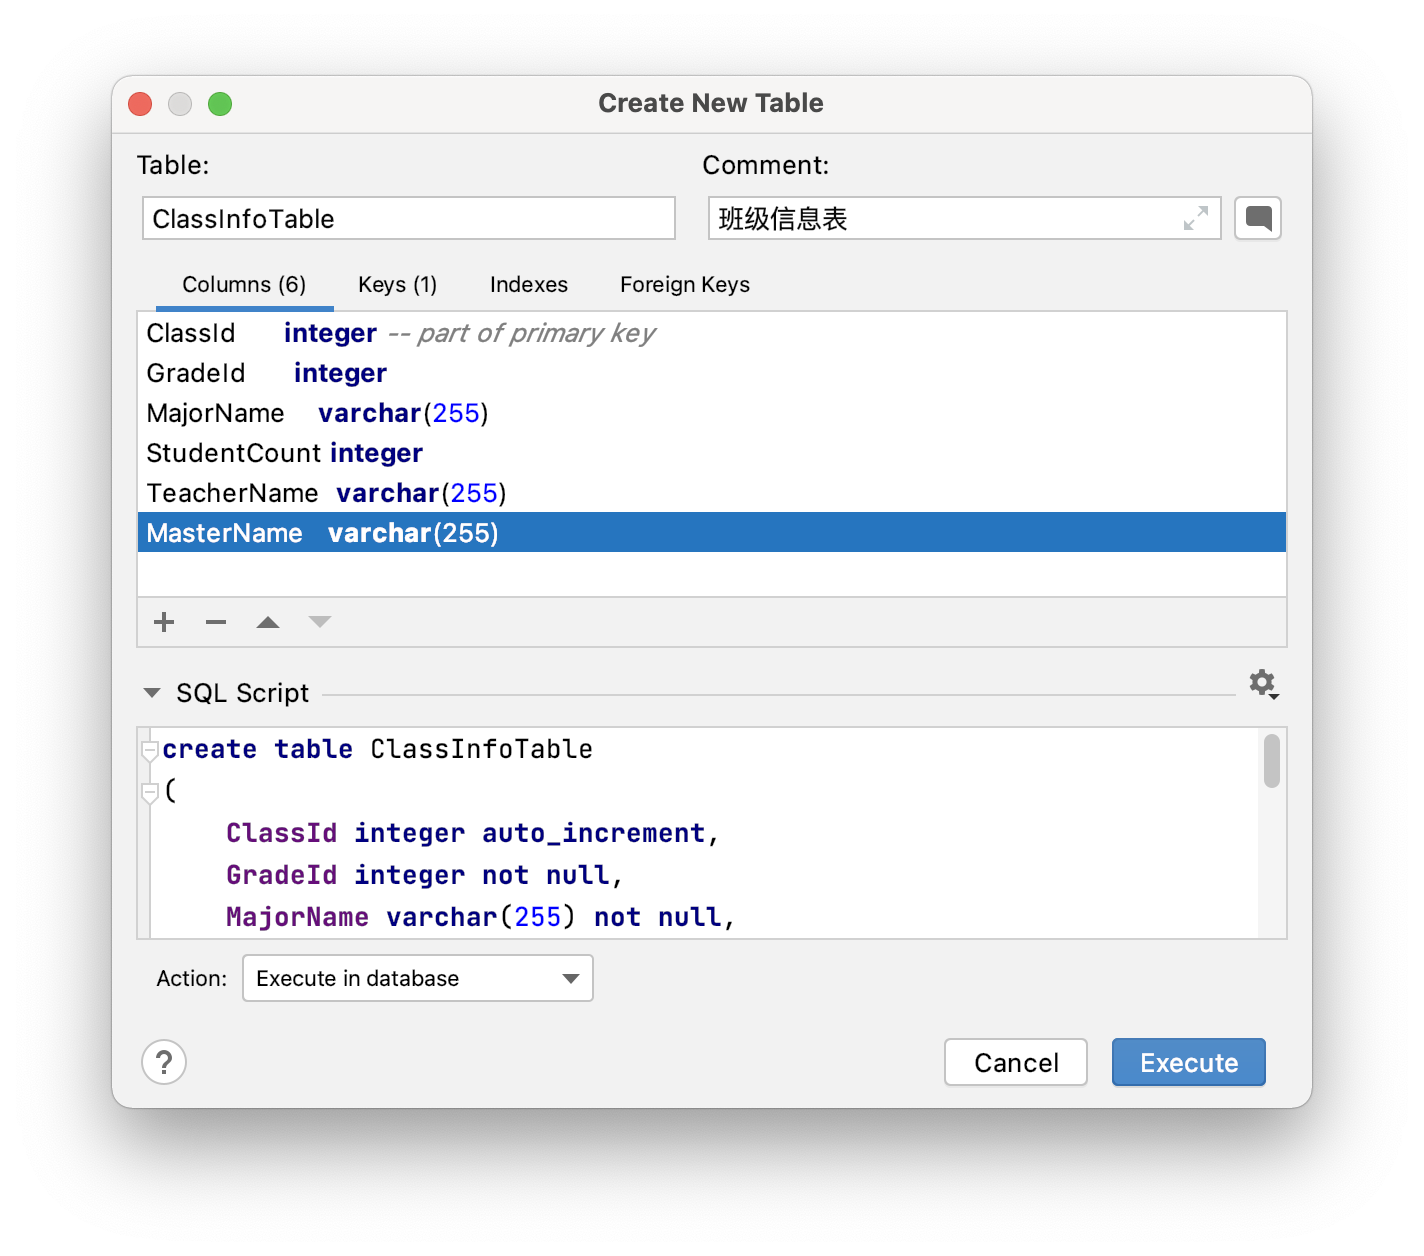 Create New Table
Table:
Comment:
ClassInfoTable
班级信息表
Columns (6)
Keys (1)
Indexes
Foreign Keys
ClassId integer -- part of primary key
GradeId integer
MajorName varchar(255)
StudentCount integer
TeacherName varchar(255)
MasterName varchar(255)
SQL Script
create table ClassInfoTable
(
ClassId integer auto_increment,
GradeId integer not null,
MajorName varchar(255) not null,
Action:
Execute in database
?
Cancel
Execute